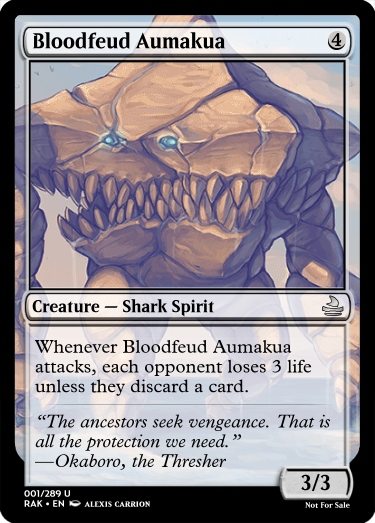 Bloodfeud Aumakua 4
Creature — Shark Spirit
Whenever Bloodfeud Aumakua
attacks, each opponent loses 3 life
unless they discard a card.
“The ancestors seek vengeance. That is
all the protection we need.”
—Okaboro, the Thresher
3/3
001/289 U
RAK • EN ALEXIS CARRION
Not For Sale